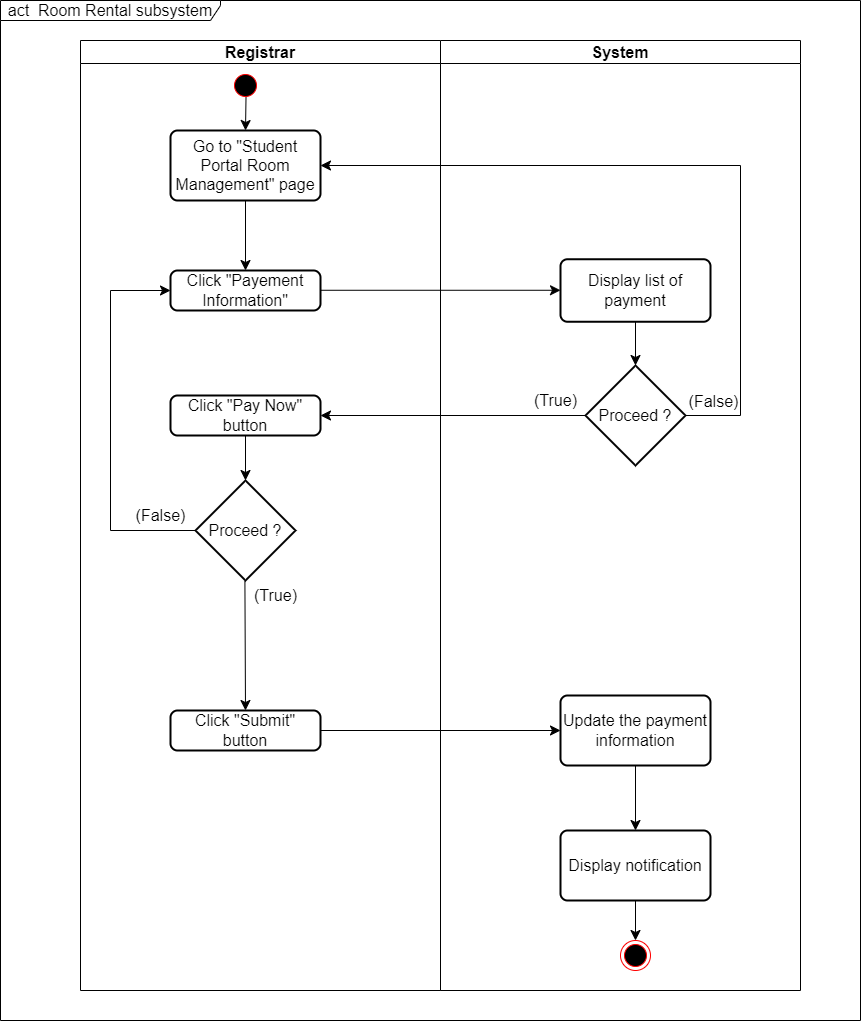 act  Room Rental subsystem
Registrar
System
Go to "Student
Portal Room
Management" page
Click "Payement
Information"
Display list of
payment
Click "Pay Now"
button
(True)
Proceed ?
(False)
(False)
Proceed ?
(True)
Click "Submit"
button
Update the payment
information
Display notification